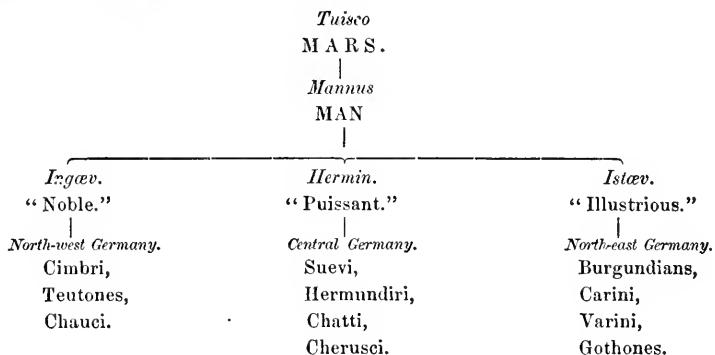 Tuisco
MARS.
Mannus
MAN
Ingæv. Hermin. Istæv.
“Noble.” “Puissant.” “Illustrious.”
North-west Germany. Central Germany. North-east Germany.
Cimbri, Suevi, Burgundians,
Teutones, Hermundiri, Carini,
Chauci. Chatti, Varini,
Cherusci. Gothones.